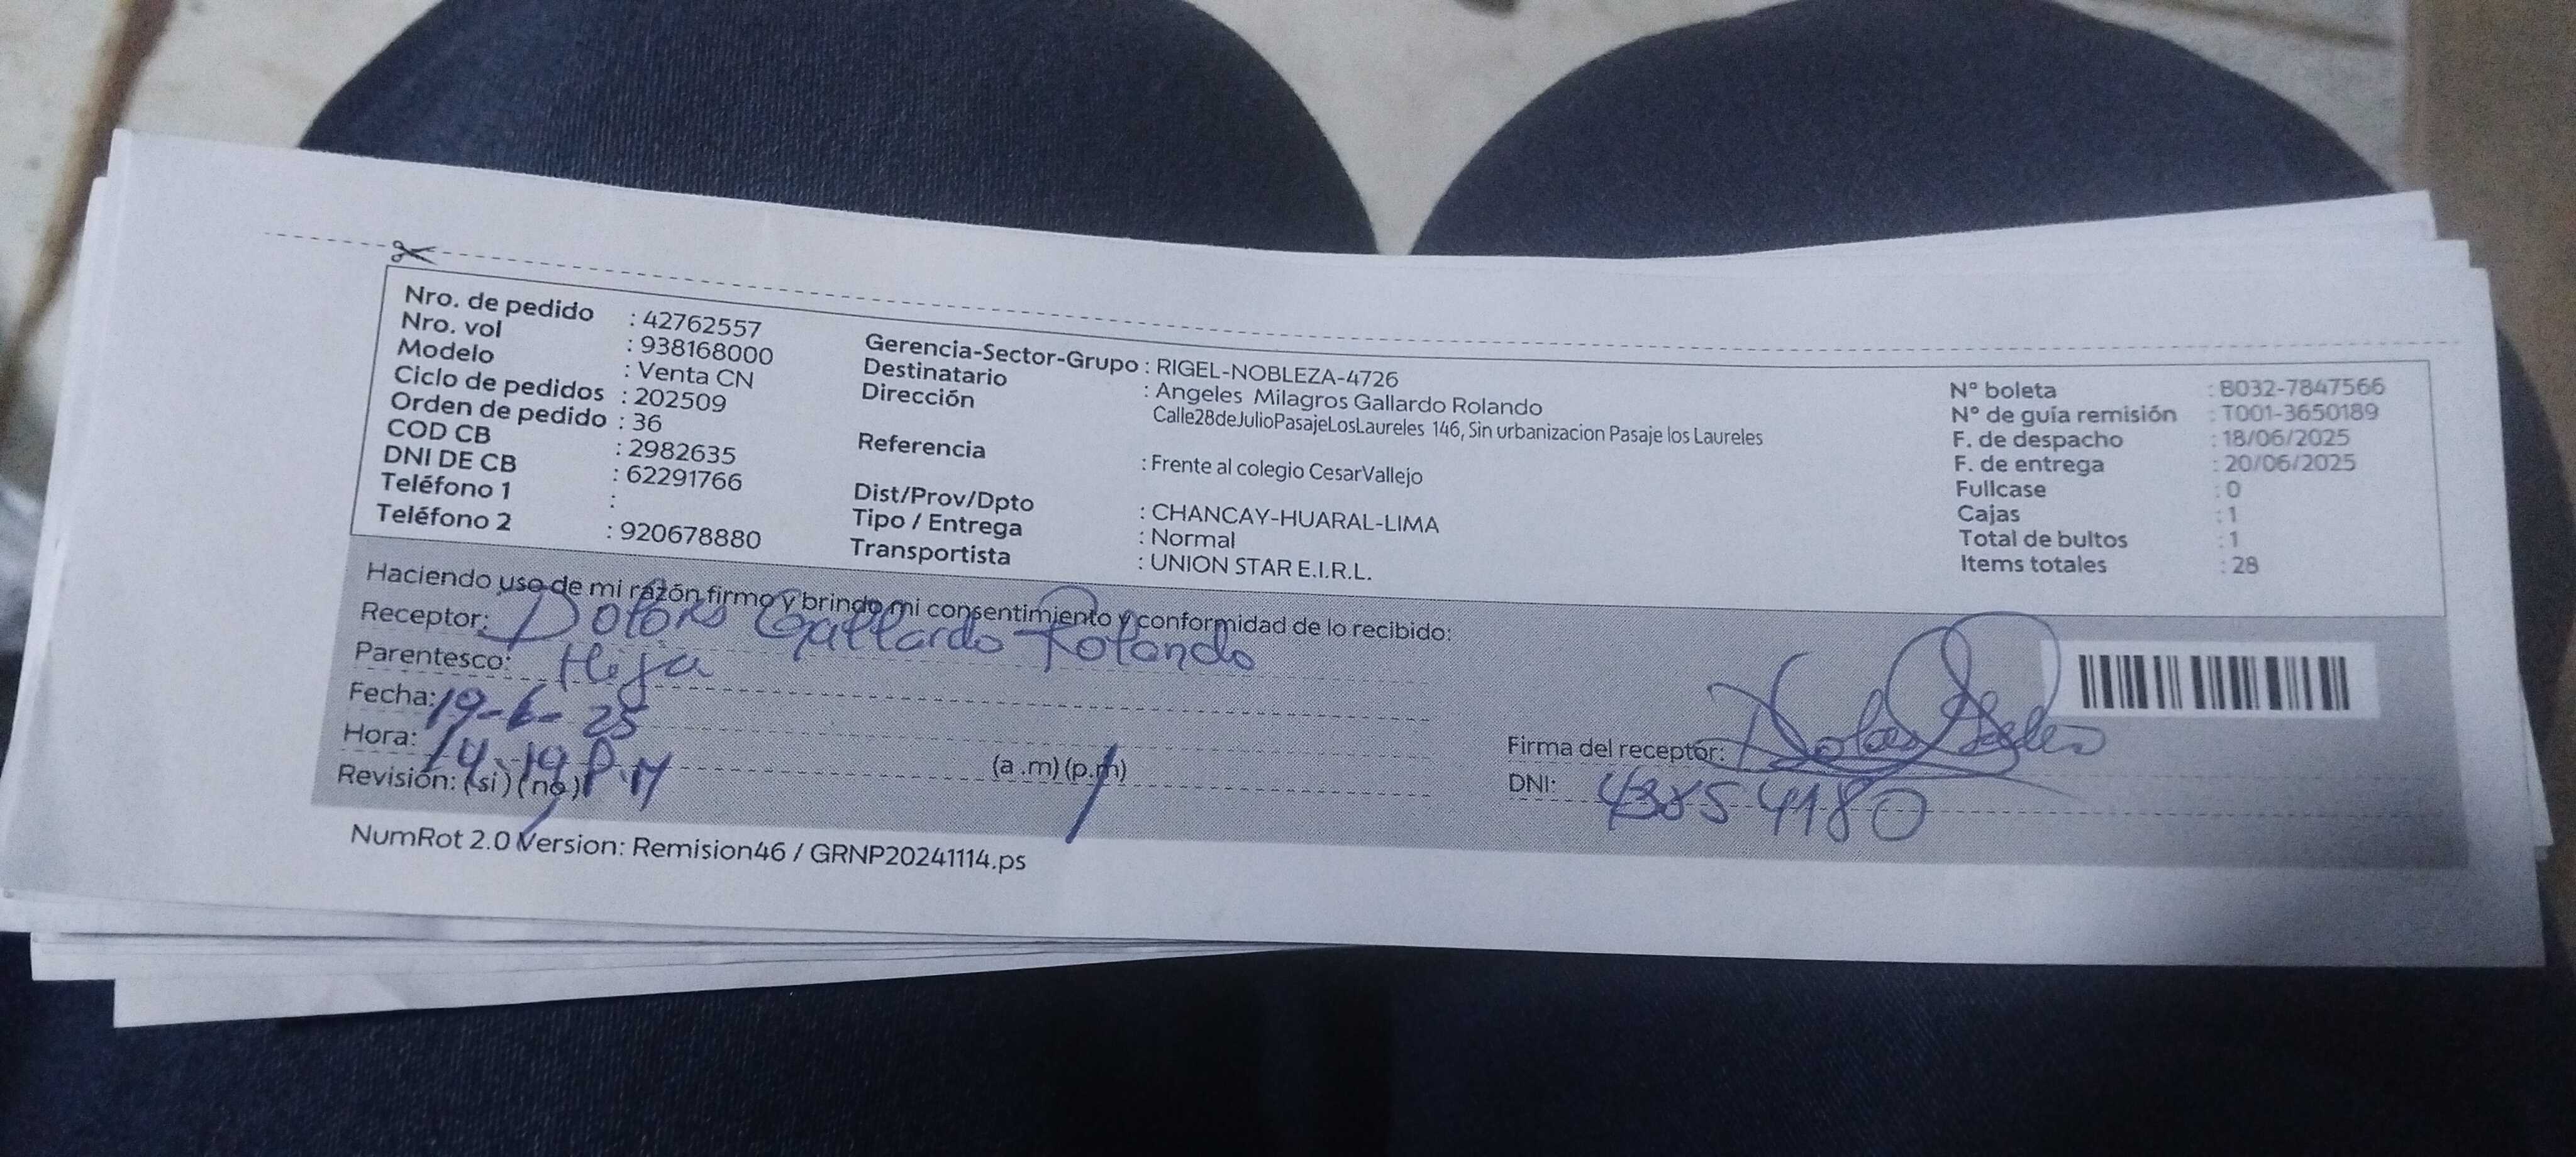 Nro. de pedido : 42762557
Nro. vol : 938168000
Modelo : Venta CN
Ciclo de pedidos : 202509
Orden de pedido : 36
COD CB : 2982635
DNI DE CB : 62291766
Teléfono 1 :
Teléfono 2 : 920678880
Gerencia-Sector-Grupo : RIGEL-NOBLEZA-4726
Destinatario : Angeles Milagros Gallardo Rolando
Dirección Calle28deJulioPasajeLosLaureles 146, Sin urbanizacion Pasaje los Laureles
Referencia : Frente al colegio CesarVallejo
Dist/Prov/Dpto : CHANCAY-HUARAL-LIMA
Tipo / Entrega : Normal
Transportista : UNION STAR E.I.R.L.
N° boleta : B032-7847566
N° de guía remisión : T001-3650189
F. de despacho : 18/06/2025
F. de entrega : 20/06/2025
Fullcase : 0
Cajas : 1
Total de bultos : 1
Items totales : 28
Haciendo uso de mi razón firmo y brindo mi consentimiento y conformidad de lo recibido:
Receptor: Dolores Gallardo Rolando
Parentesco: Hija
Fecha: 19-6-25
Hora: 14-19 P.M (a.m) (p.m)
Revisión: (si) (no)
Firma del receptor:
DNI: 43854180
NumRot 2.0 Version: Remision46 / GRNP20241114.ps